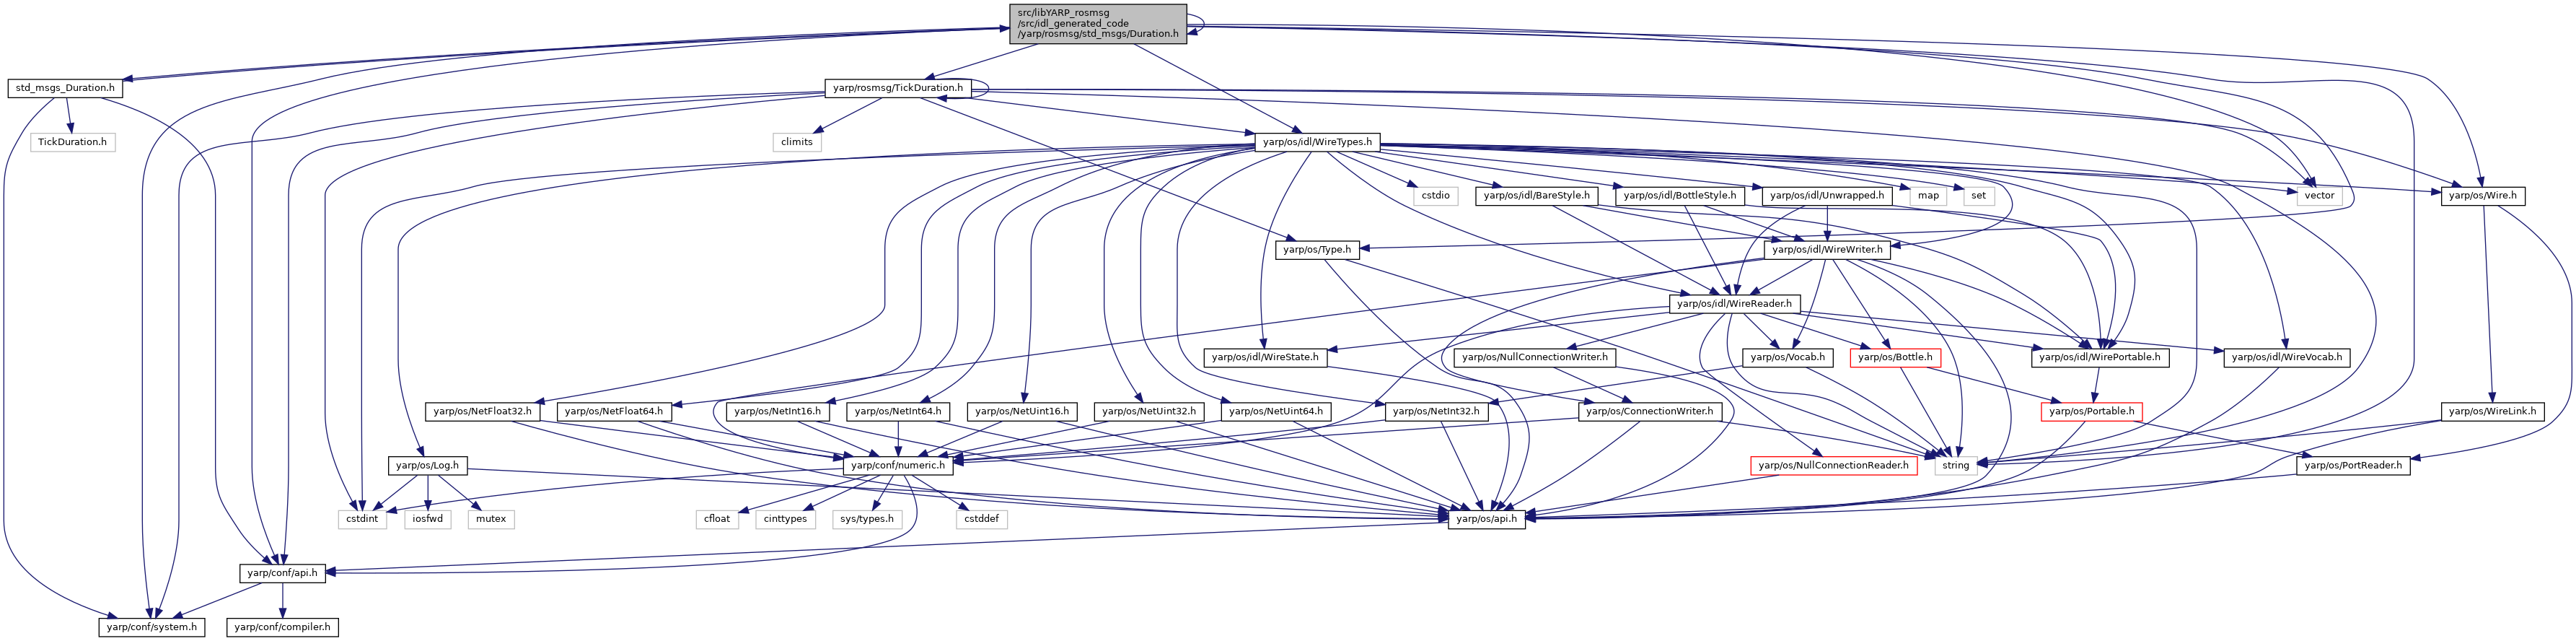 src/libYARP_rosmsg
/src/idl_generated_code
/yarp/rosmsg/std_msgs/Duration.h
std_msgs_Duration.h
yarp/rosmsg/TickDuration.h
TickDuration.h
climits
yarp/os/idl/WireTypes.h
cstdio
yarp/os/idl/BareStyle.h
yarp/os/idl/BottleStyle.h
yarp/os/idl/Unwrapped.h
map
set
vector
yarp/os/Wire.h
yarp/os/Type.h
yarp/os/idl/WireWriter.h
yarp/os/idl/WireReader.h
yarp/os/idl/WireState.h
yarp/os/NullConnectionWriter.h
yarp/os/Vocab.h
yarp/os/Bottle.h
yarp/os/idl/WirePortable.h
yarp/os/idl/WireVocab.h
yarp/os/NetFloat32.h
yarp/os/NetFloat64.h
yarp/os/NetInt16.h
yarp/os/NetInt64.h
yarp/os/NetUint16.h
yarp/os/NetUint32.h
yarp/os/NetUint64.h
yarp/os/NetInt32.h
yarp/os/ConnectionWriter.h
yarp/os/Portable.h
yarp/os/WireLink.h
yarp/os/Log.h
yarp/conf/numeric.h
yarp/os/NullConnectionReader.h
string
yarp/os/PortReader.h
cstdint
iosfwd
mutex
cfloat
cinttypes
sys/types.h
cstddef
yarp/os/api.h
yarp/conf/api.h
yarp/conf/system.h
yarp/conf/compiler.h